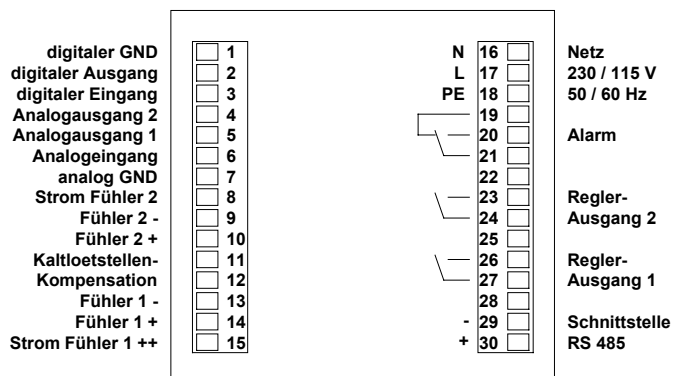 digitaler GND 1 N 16 Netz
digitaler Ausgang 2 L 17 230 / 115 V
digitaler Eingang 3 PE 18 50 / 60 Hz
Analogausgang 2 4 19
Analogausgang 1 5 20 Alarm
Analogeingang 6 21
analog GND 7 22
Strom Fühler 2 8 23 Regler-
Fühler 2 - 9 24 Ausgang 2
Fühler 2 + 10 25
Kaltloetstellen- 11 26 Regler-
Kompensation 12 27 Ausgang 1
Fühler 1 - 13 28
Fühler 1 + 14 - 29 Schnittstelle
Strom Fühler 1 ++ 15 + 30 RS 485